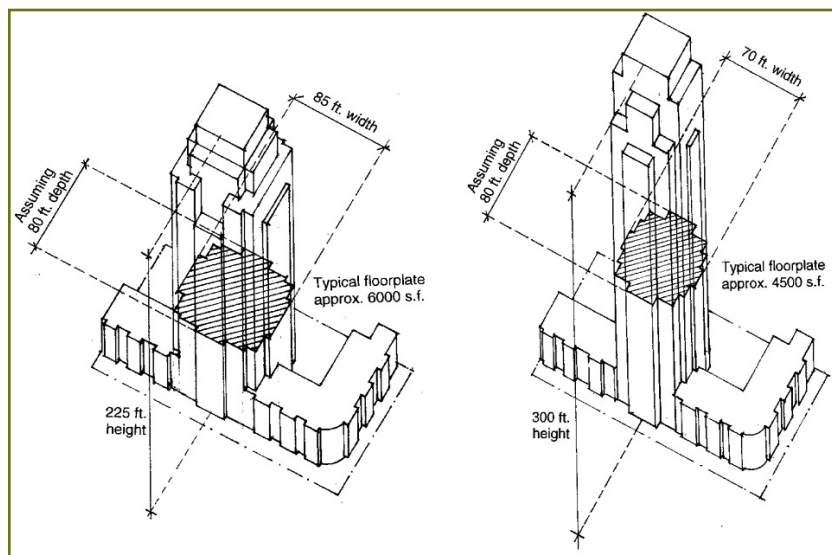 85 ft. width
Assuming
80 ft. depth
Typical floorplate
approx. 6000 s.f.
225 ft.
height
70 ft. width
Assuming
80 ft. depth
Typical floorplate
approx. 4500 s.f.
300 ft.
height